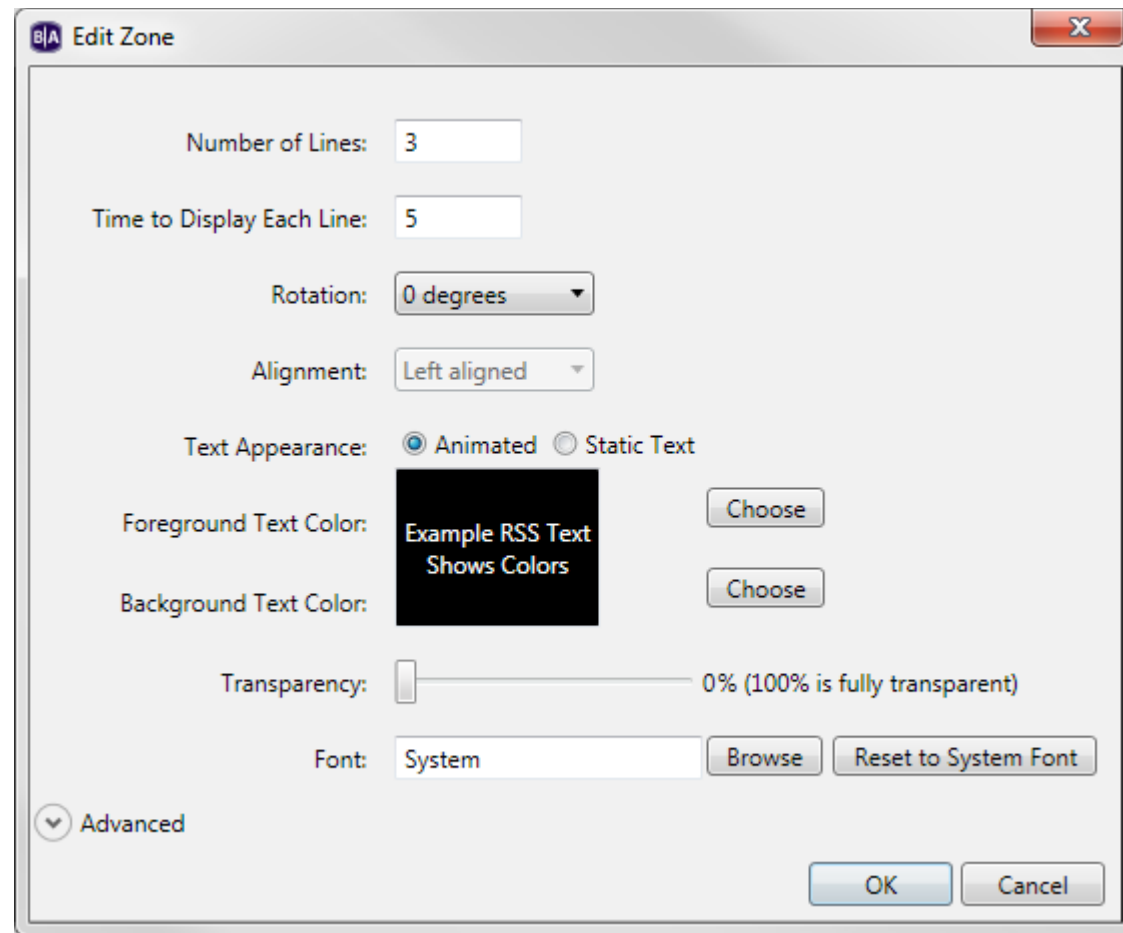 B|A Edit Zone
Number of Lines: 3
Time to Display Each Line: 5
Rotation: 0 degrees
Alignment: Left aligned
Text Appearance: Animated Static Text
Foreground Text Color: Choose
Example RSS Text
Shows Colors
Background Text Color: Choose
Transparency: 0% (100% is fully transparent)
Font: System Browse Reset to System Font
Advanced
OK Cancel